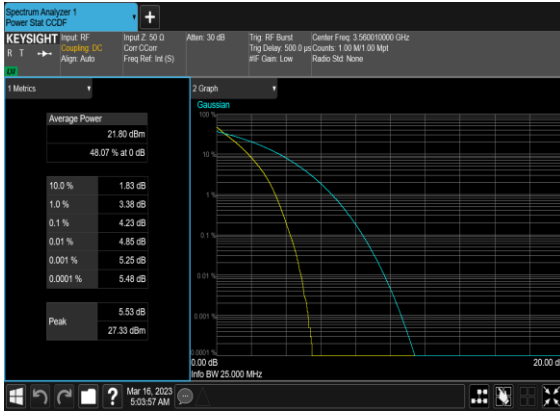 Spectrum Analyzer 1
Power Stat CCDF
KEYSIGHT
R T
Input: RF
Coupling: DC
Align: Auto
Input Z: 50 Ω
Corr CCorr
Freq Ref: Int (S)
Atten: 30 dB
Trig: RF Burst
Trig Delay: 500.0 µs
#IF Gain: Low
Center Freq: 3.560010000 GHz
Counts: 1.00 M/1.00 Mpt
Radio Std: None
1 Metrics
Average Power
21.80 dBm
48.07 % at 0 dB
10.0 % 1.83 dB
1.0 % 3.38 dB
0.1 % 4.23 dB
0.01 % 4.85 dB
0.001 % 5.25 dB
0.0001 % 5.48 dB
Peak
5.53 dB
27.33 dBm
2 Graph
Gaussian
100 %
10 %
1 %
0.1 %
0.01 %
0.001 %
0.0001 %
0.00 dB
20.00 d
Info BW 25.000 MHz
?
Mar 16, 2023
5:03:57 AM